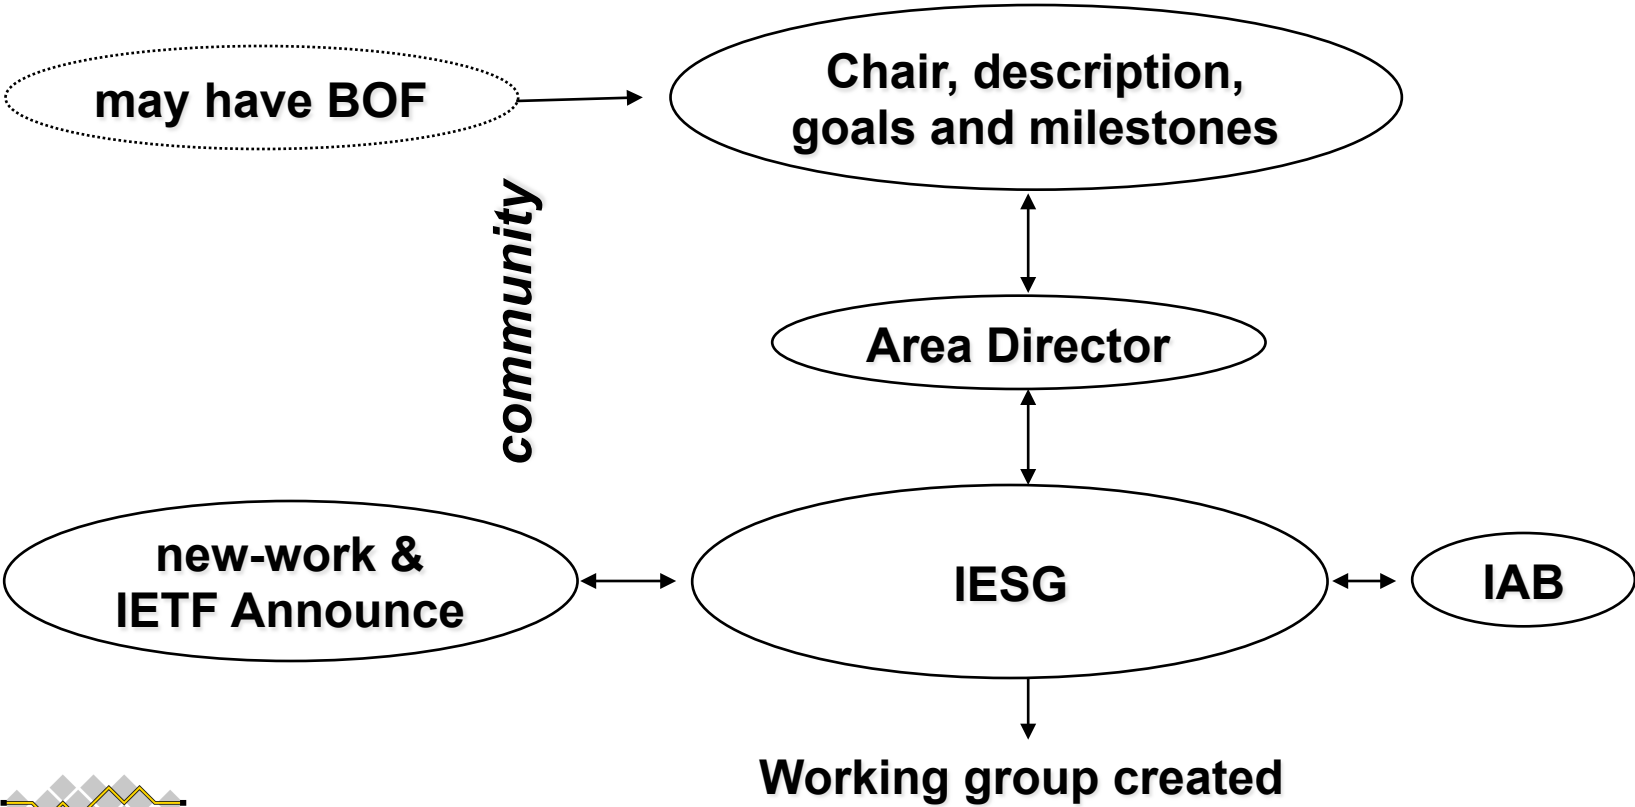 may have BOF
Chair, description,
goals and milestones
community
Area Director
new-work &
IETF Announce
IESG
IAB
Working group created